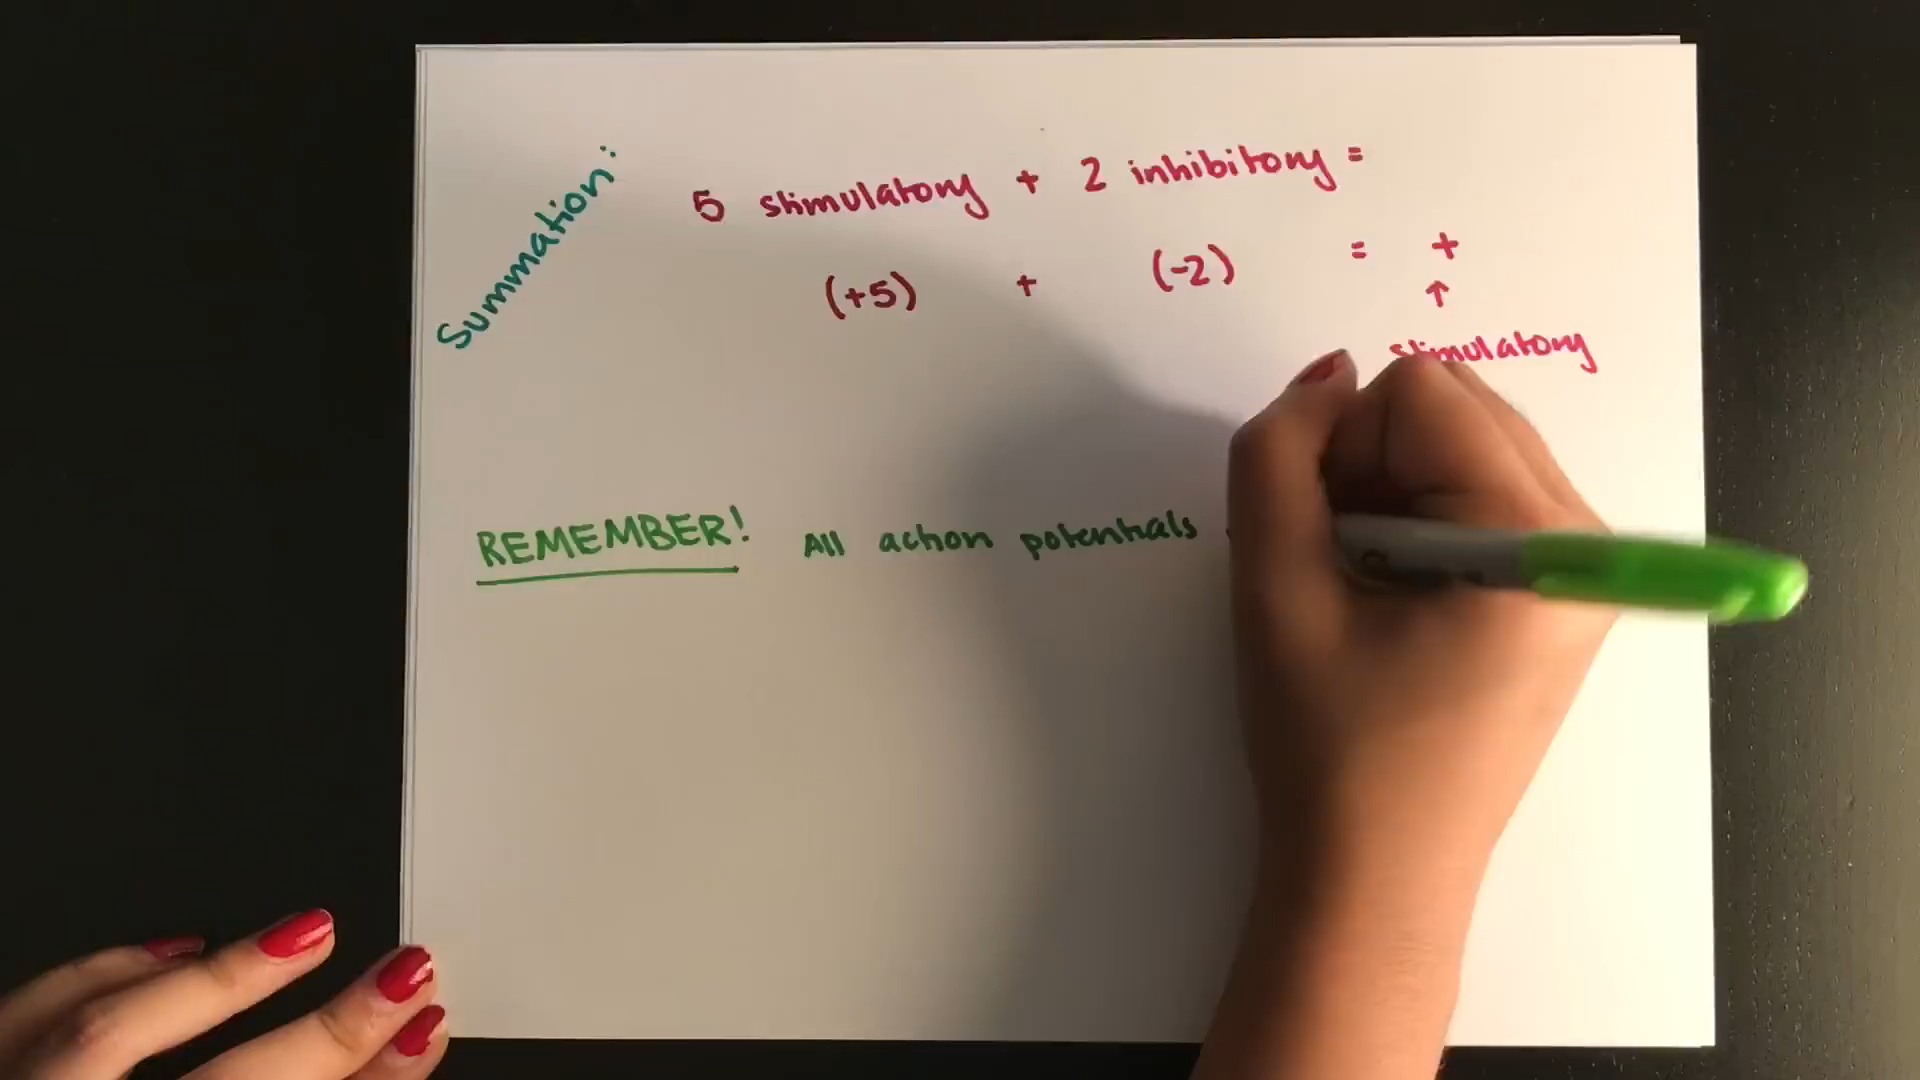 Summation:
5 stimulatory + 2 inhibitory =
(+5) + (-2) = +
↑
stimulatory
REMEMBER! All action potentials